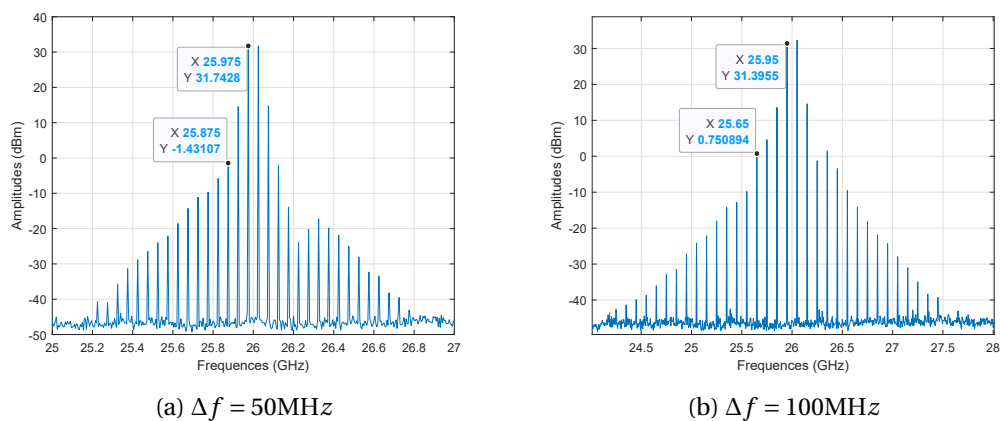 40
30
20
10
0
-10
-20
-30
-40
-50
Amplitudes (dBm)
X 25.975
Y 31.7428
X 25.875
Y -1.43107
25 25.2 25.4 25.6 25.8 26 26.2 26.4 26.6 26.8 27
Frequences (GHz)
(a) Δf = 50MHz
30
20
10
0
-10
-20
-30
-40
Amplitudes (dBm)
X 25.95
Y 31.3955
X 25.65
Y 0.750894
24.5 25 25.5 26 26.5 27 27.5 28
Frequences (GHz)
(b) Δf = 100MHz